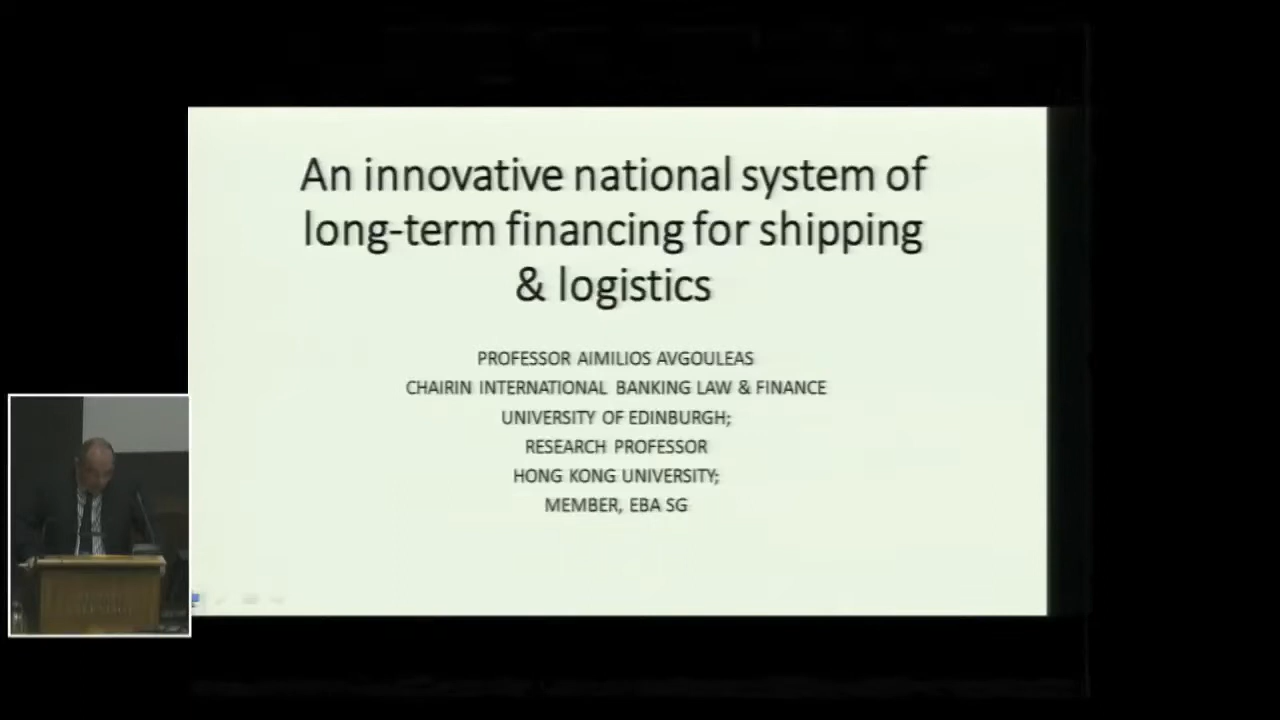 An innovative national system of
long-term financing for shipping
& logistics
PROFESSOR AIMILIOS AVGOULEAS
CHAIRIN INTERNATIONAL BANKING LAW & FINANCE
UNIVERSITY OF EDINBURGH;
RESEARCH PROFESSOR
HONG KONG UNIVERSITY;
MEMBER, EBA SG